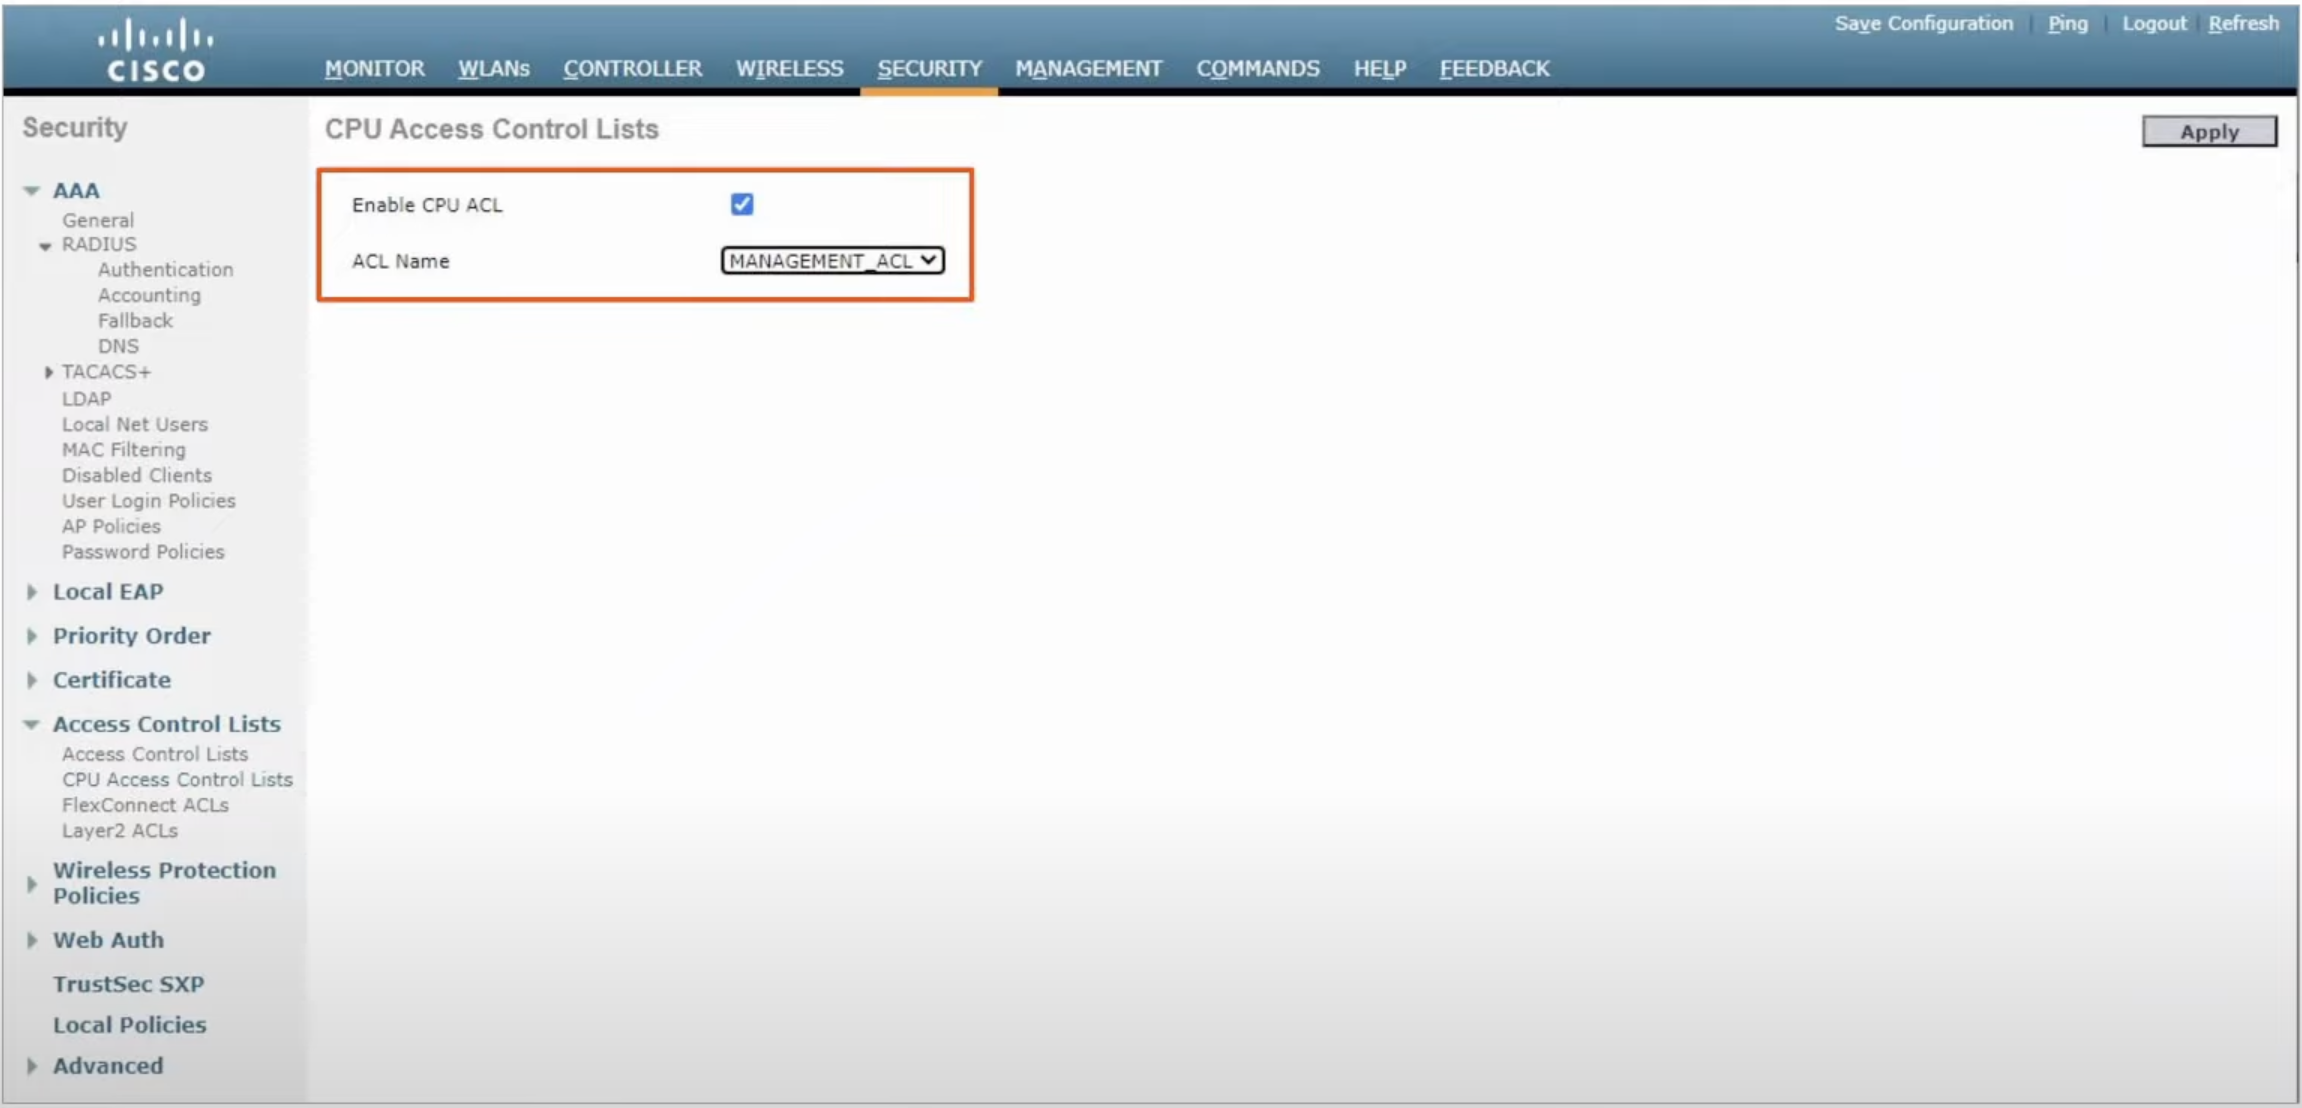 Save Configuration Ping Logout Refresh
CISCO
MONITOR WLANs CONTROLLER WIRELESS SECURITY MANAGEMENT COMMANDS HELP FEEDBACK
Security
AAA
General
RADIUS
Authentication
Accounting
Fallback
DNS
TACACS+
LDAP
Local Net Users
MAC Filtering
Disabled Clients
User Login Policies
AP Policies
Password Policies
Local EAP
Priority Order
Certificate
Access Control Lists
Access Control Lists
CPU Access Control Lists
FlexConnect ACLs
Layer2 ACLs
Wireless Protection
Policies
Web Auth
TrustSec SXP
Local Policies
Advanced
CPU Access Control Lists
Apply
Enable CPU ACL
ACL Name MANAGEMENT_ACL